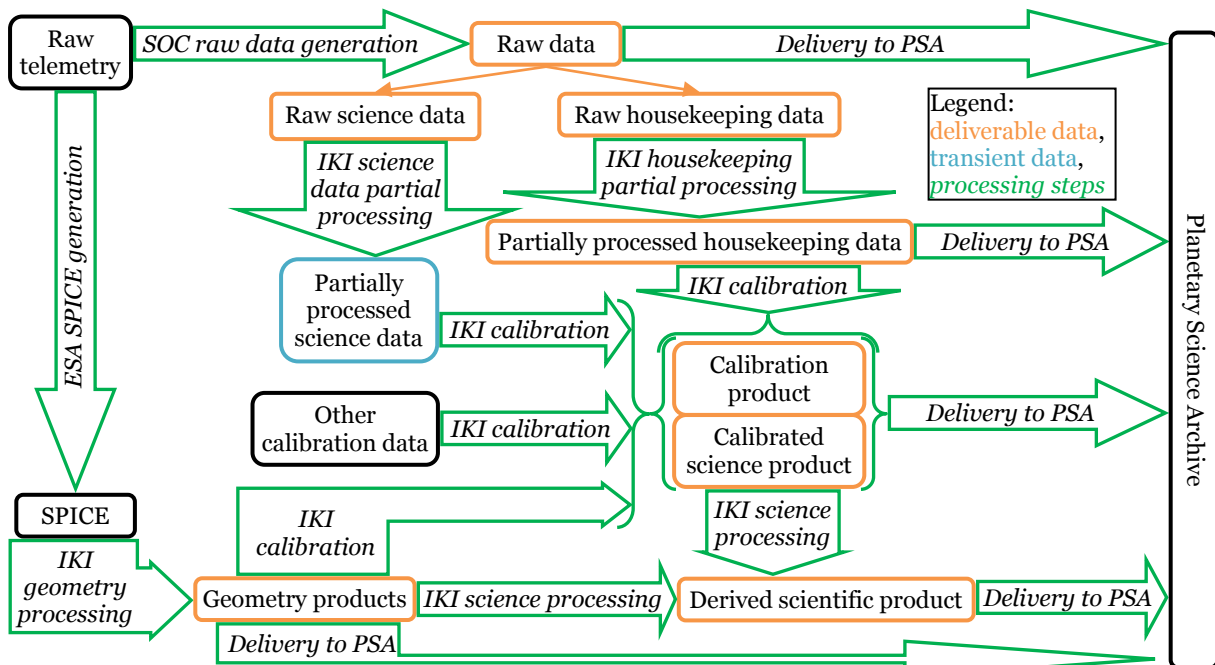 Raw
telemetry
SOC raw data generation
Raw data
Delivery to PSA
Raw science data
Raw housekeeping data
Legend:
deliverable data,
transient data,
processing steps
IKI science
data partial
processing
IKI housekeeping
partial processing
ESA SPICE generation
Partially processed housekeeping data
Delivery to PSA
Planetary Science Archive
Partially
processed
science data
IKI calibration
IKI calibration
Calibration
product
Other
calibration data
IKI calibration
Calibrated
science product
Delivery to PSA
SPICE
IKI
calibration
IKI science
processing
IKI
geometry
processing
Geometry products
IKI science processing
Derived scientific product
Delivery to PSA
Delivery to PSA